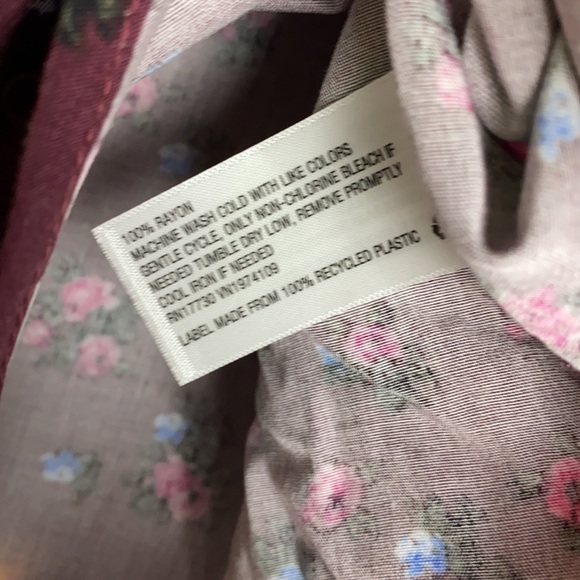 100% RAYON
MACHINE WASH COLD WITH LIKE COLORS
GENTLE CYCLE, ONLY NON-CHLORINE BLEACH IF
NEEDED TUMBLE DRY LOW, REMOVE PROMPTLY
COOL IRON IF NEEDED
RN17730 VN1974109
LABEL MADE FROM 100% RECYCLED PLASTIC